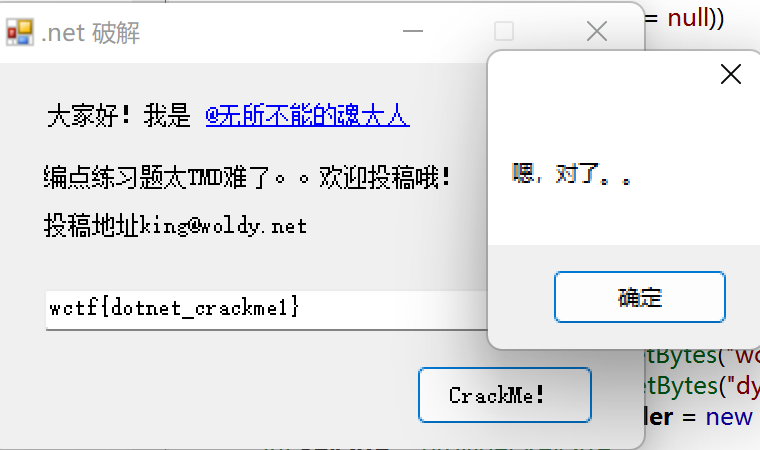 .net 破解
= null))
大家好！我是 @无所不能的魂大人
编点练习题太TMD难了。。欢迎投稿哦！
投稿地址king@woldy.net
wctf{dotnet_crackme1}
CrackMe!
嗯，对了。。
确定
etBytes("wo
etBytes("dy
der = new